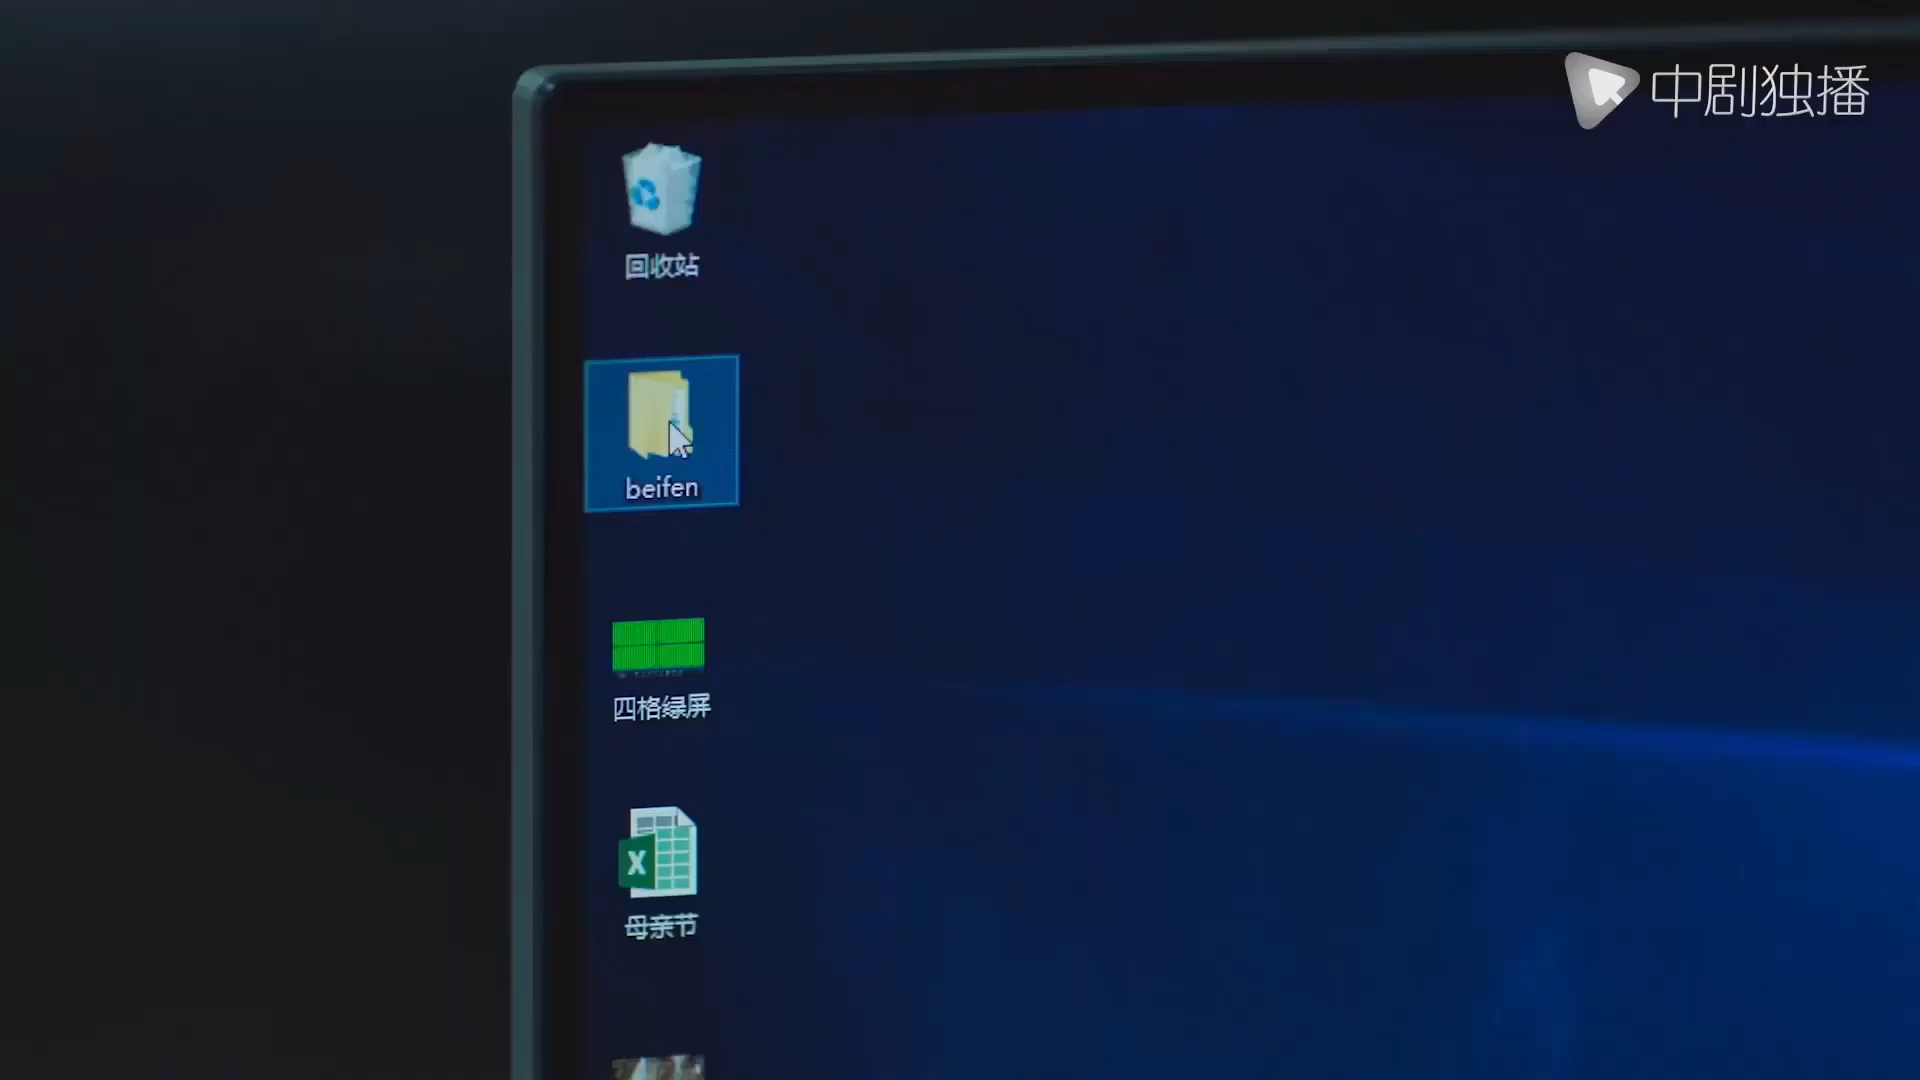 中剧独播
回收站
beifen
四格绿屏
母亲节